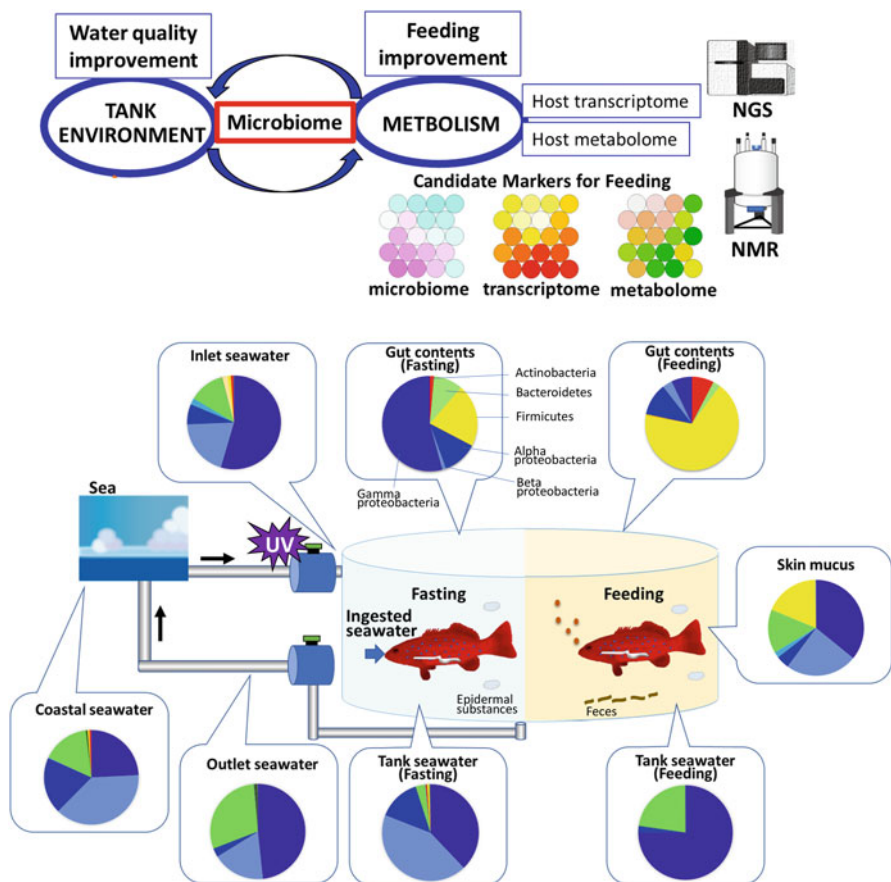 Water quality
improvement
Feeding
improvement
TANK
ENVIRONMENT
Microbiome
METBOLISM
Host transcriptome
Host metabolome
NGS
NMR
Candidate Markers for Feeding
microbiome
transcriptome
metabolome
Inlet seawater
Gut contents
(Fasting)
Actinobacteria
Bacteroidetes
Firmicutes
Alpha
proteobacteria
Beta
proteobacteria
Gamma
proteobacteria
Gut contents
(Feeding)
Sea
UV
Skin mucus
Fasting
Feeding
Ingested
seawater
Epidermal
substances
Feces
Coastal seawater
Outlet seawater
Tank seawater
(Fasting)
Tank seawater
(Feeding)